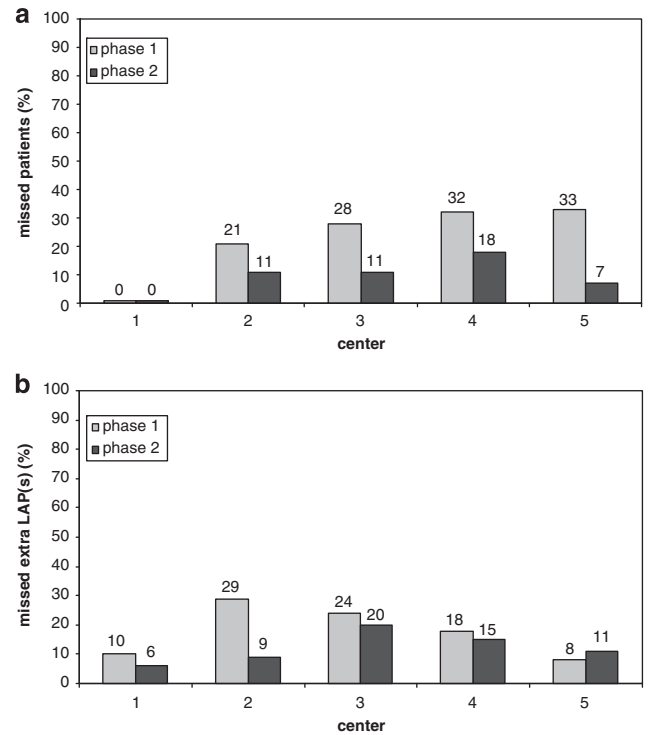 a
missed patients (%)
100
90
80
70
60
50
40
30
20
10
0
phase 1
phase 2
0 0
21 11
28 11
32 18
33 7
1 2 3 4 5
center
b
missed extra LAP(s) (%)
100
90
80
70
60
50
40
30
20
10
0
phase 1
phase 2
10 6
29 9
24 20
18 15
8 11
1 2 3 4 5
center